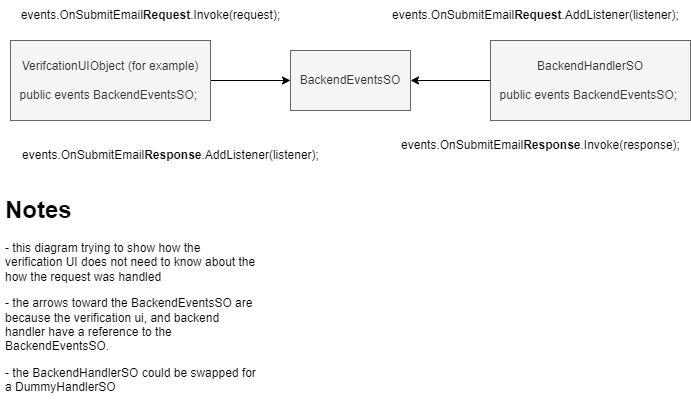 events.OnSubmitEmailRequest.Invoke(request);
events.OnSubmitEmailRequest.AddListener(listener);
VerifcationUIObject (for example)
public events BackendEventsSO;
BackendEventsSO
BackendHandlerSO
public events BackendEventsSO;
events.OnSubmitEmailResponse.AddListener(listener);
events.OnSubmitEmailResponse.Invoke(response);
Notes
- this diagram trying to show how the
verification UI does not need to know about the
how the request was handled
- the arrows toward the BackendEventsSO are
because the verification ui, and backend
handler have a reference to the
BackendEventsSO.
- the BackendHandlerSO could be swapped for
a DummyHandlerSO